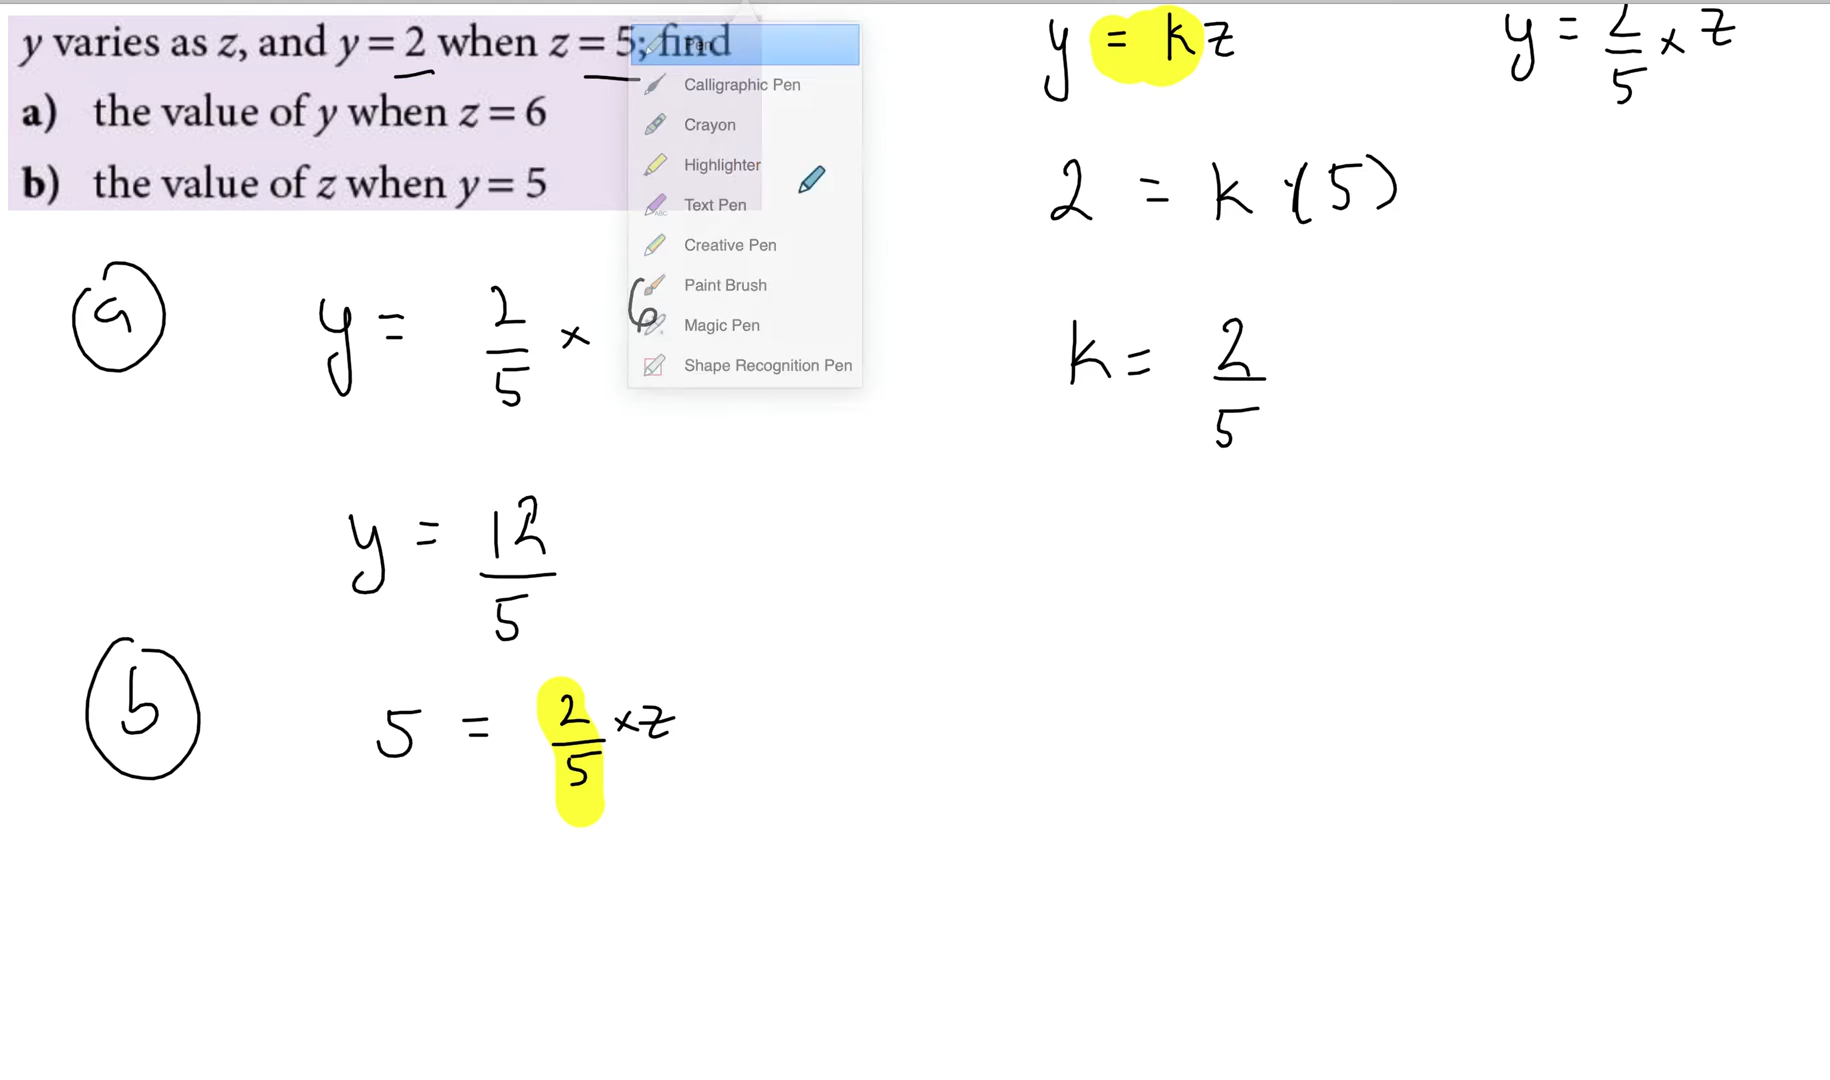 y varies as z, and y = 2 when z = 5; find
a) the value of y when z = 6
b) the value of z when y = 5
Pen
Calligraphic Pen
Crayon
Highlighter
Text Pen
Creative Pen
Paint Brush
Magic Pen
Shape Recognition Pen
y = kz
2 = k·(5)
k = 2/5
y = 2/5 × z
a y = 2/5 × 6
y = 12/5
b 5 = 2/5 × z